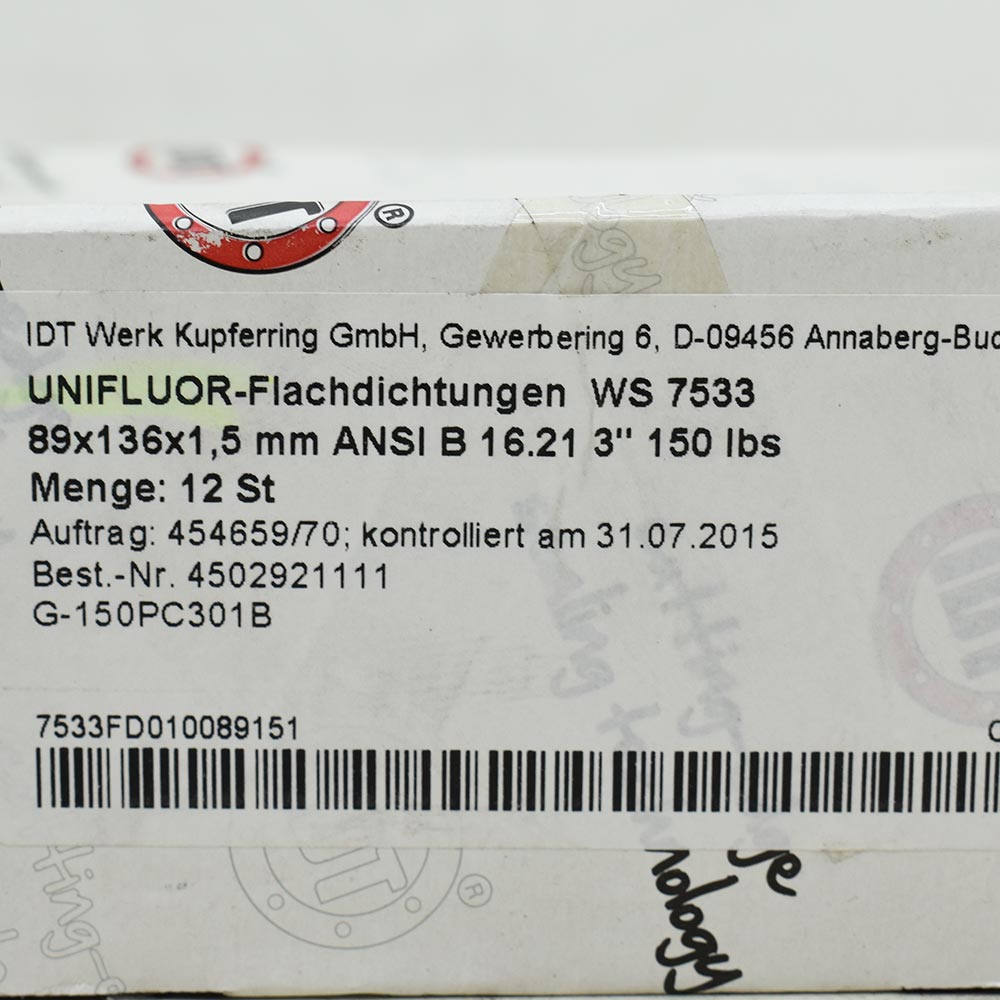 ®
IDT Werk Kupferring GmbH, Gewerbering 6, D-09456 Annaberg-Buc
UNIFLUOR-Flachdichtungen WS 7533
89x136x1,5 mm ANSI B 16.21 3" 150 lbs
Menge: 12 St
Auftrag: 454659/70; kontrolliert am 31.07.2015
Best.-Nr. 4502921111
G-150PC301B
7533FD010089151
®